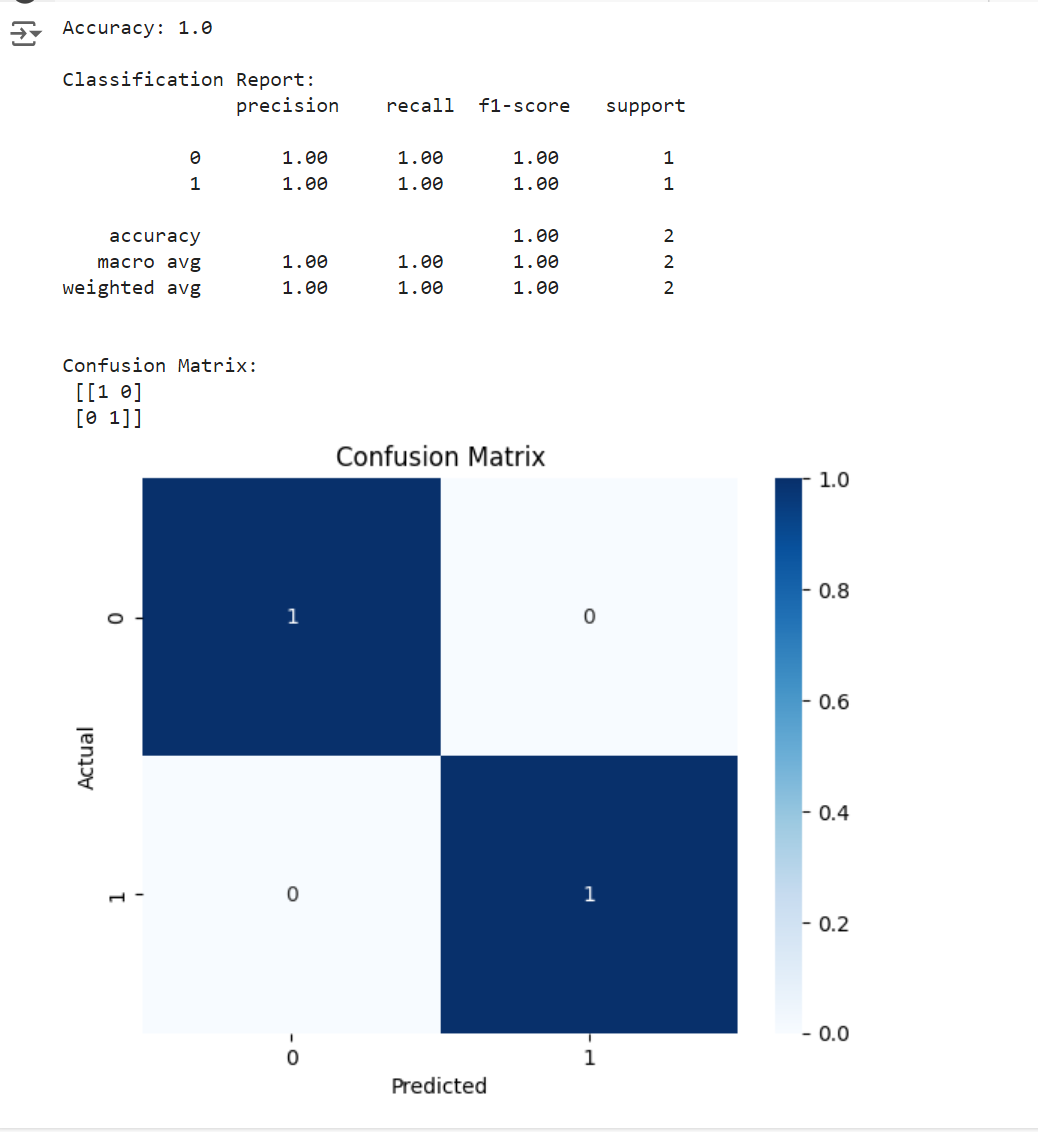 Accuracy: 1.0
Classification Report:
precision recall f1-score support
0 1.00 1.00 1.00 1
1 1.00 1.00 1.00 1
accuracy 1.00 2
macro avg 1.00 1.00 1.00 2
weighted avg 1.00 1.00 1.00 2
Confusion Matrix:
[[1 0]
[0 1]]
Confusion Matrix
1.0
0.8
0 1 0
0.6
Actual
0.4
1 0 1
0.2
0.0
0 1
Predicted